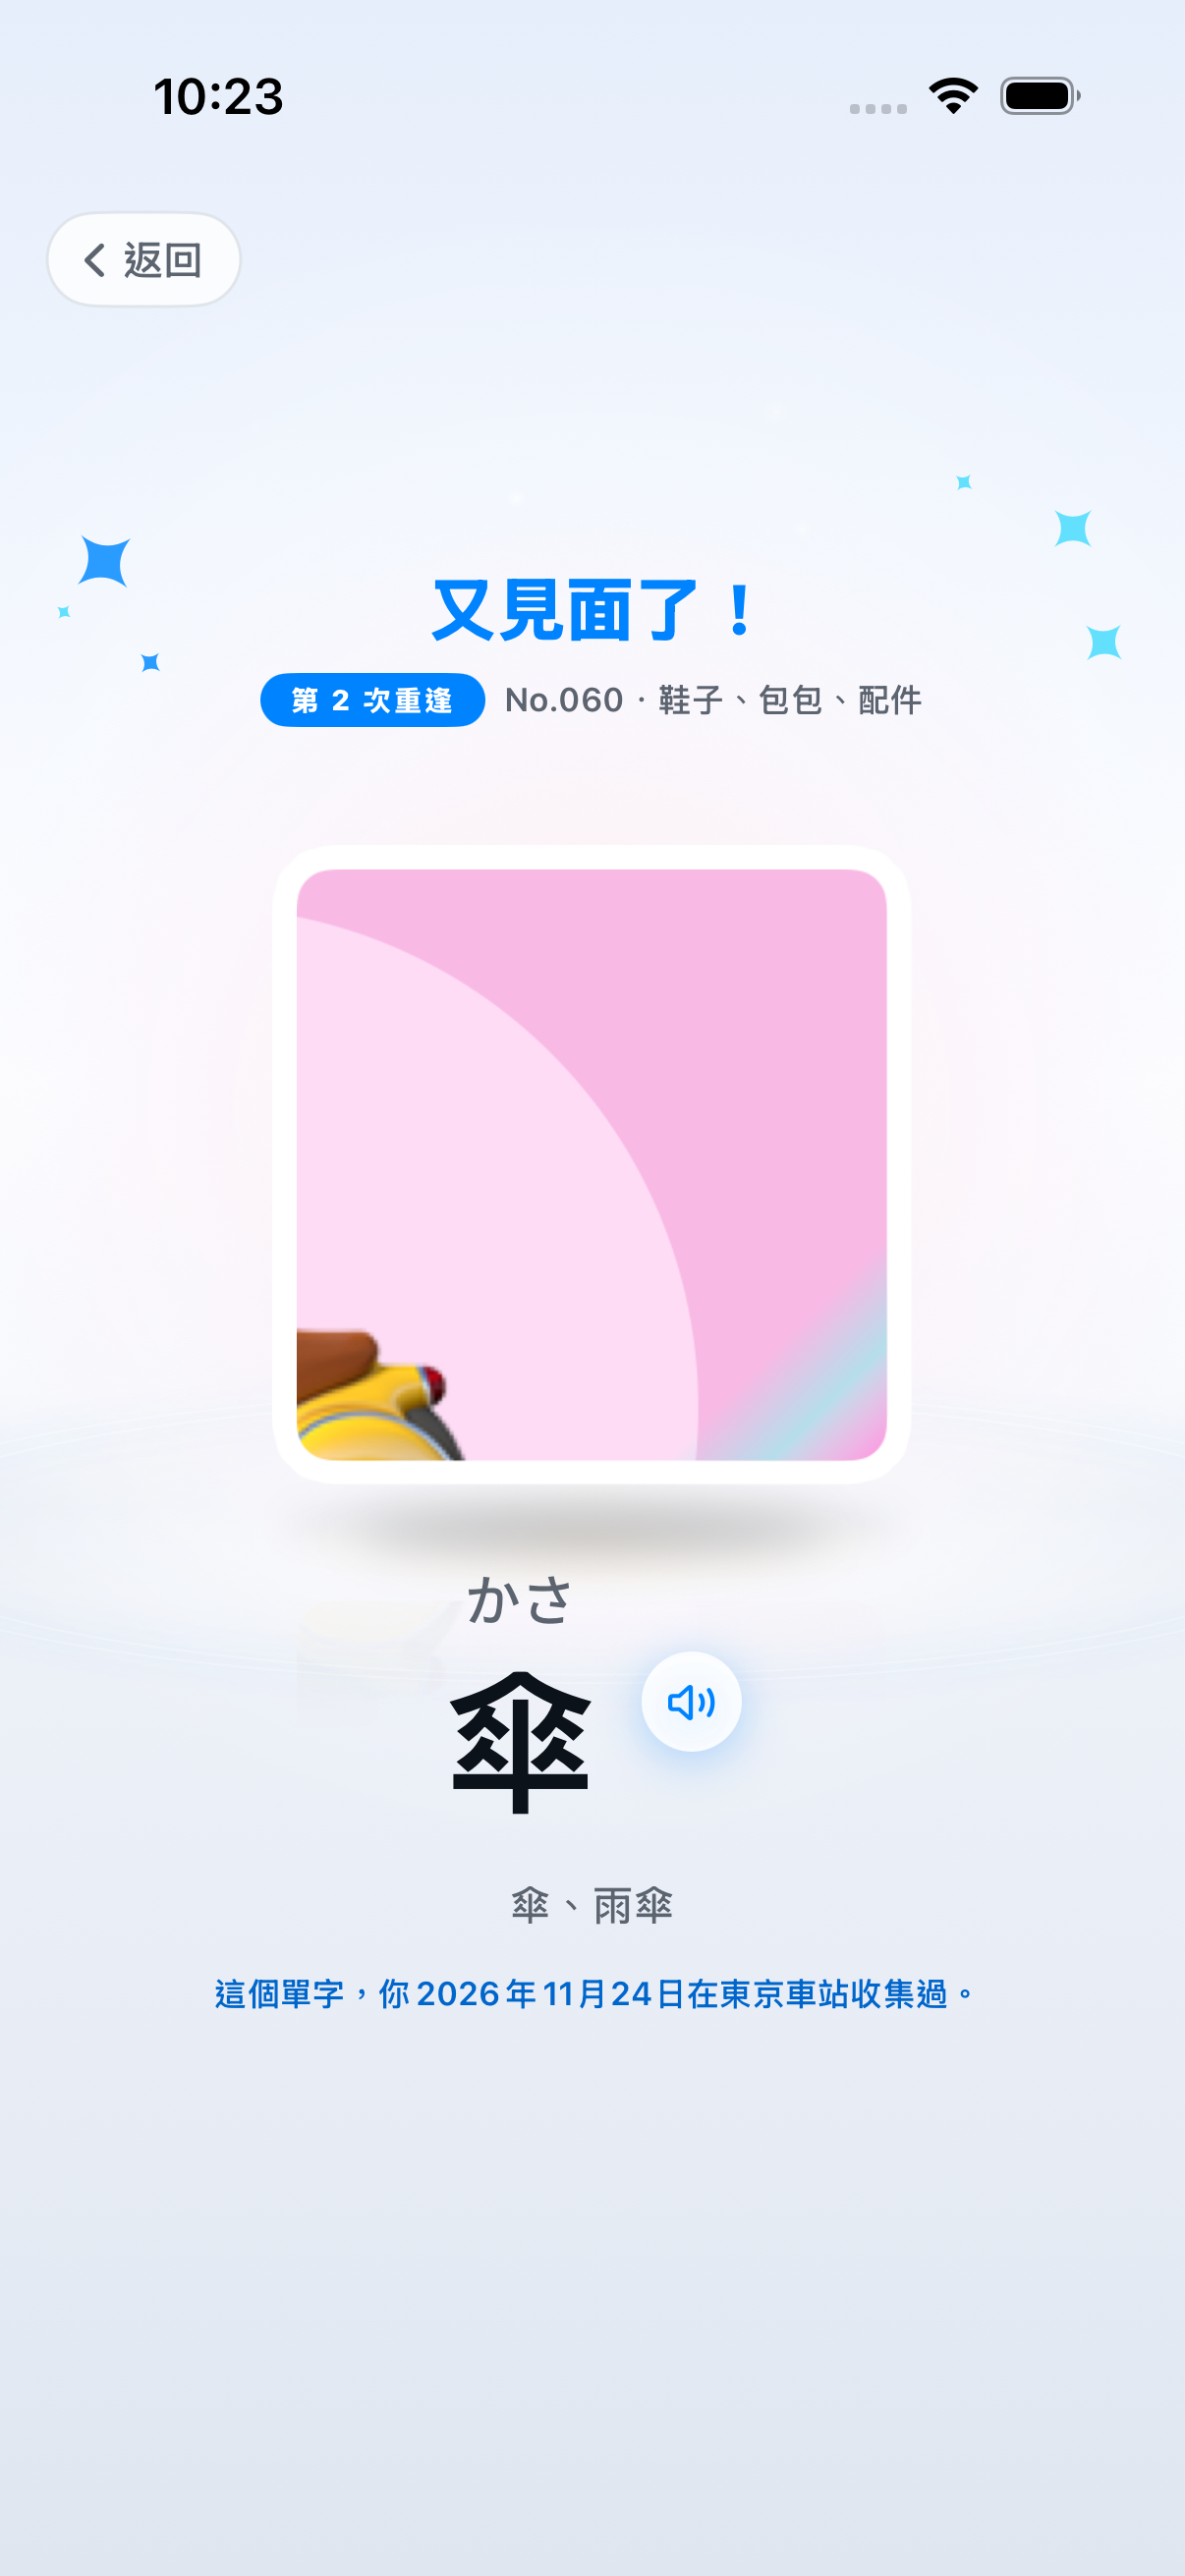 10:23
返回
又見面了！
第 2 次重逢 No.060 · 鞋子、包包、配件
かさ
傘
傘、雨傘
這個單字，你 2026 年 11 月 24 日在東京車站收集過。